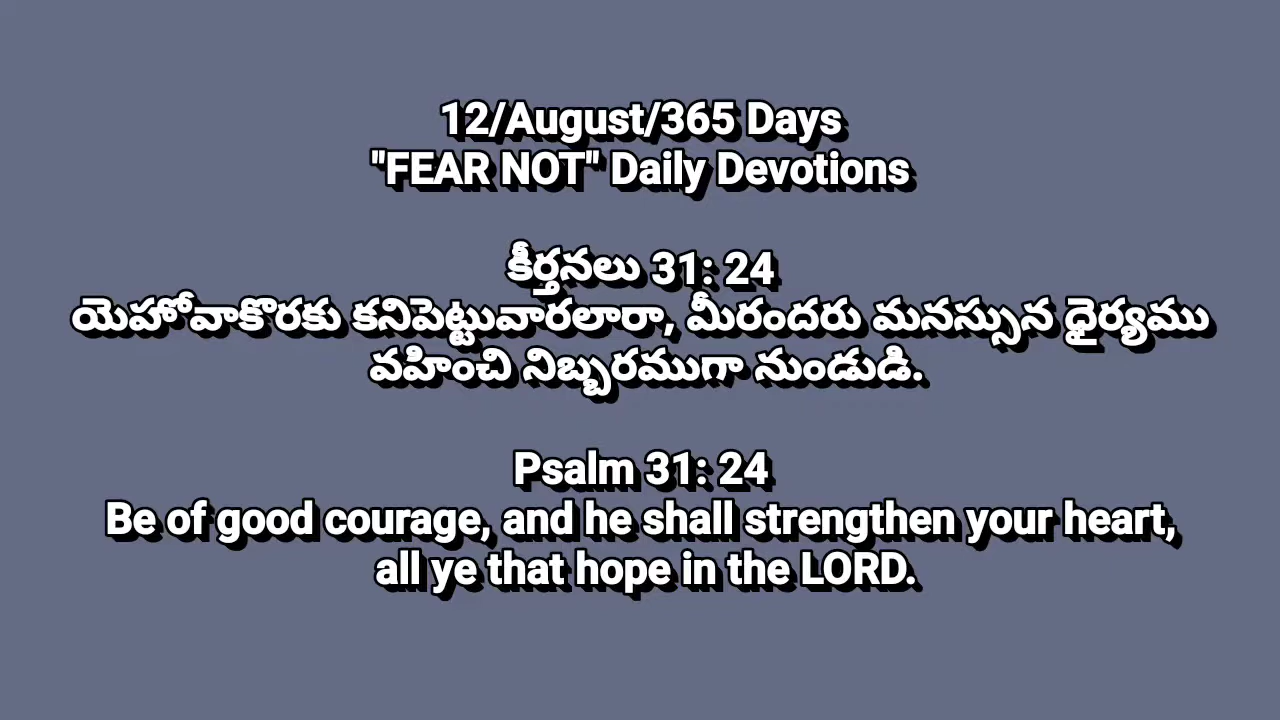 12/August/365 Days
"FEAR NOT" Daily Devotions
కీర్తనలు 31: 24
యెహోవాకొరకు కనిపెట్టువారలారా, మీరందరు మనస్సున ధైర్యము
వహించి నిబ్బరముగా నుండుడి.
Psalm 31: 24
Be of good courage, and he shall strengthen your heart,
all ye that hope in the LORD.